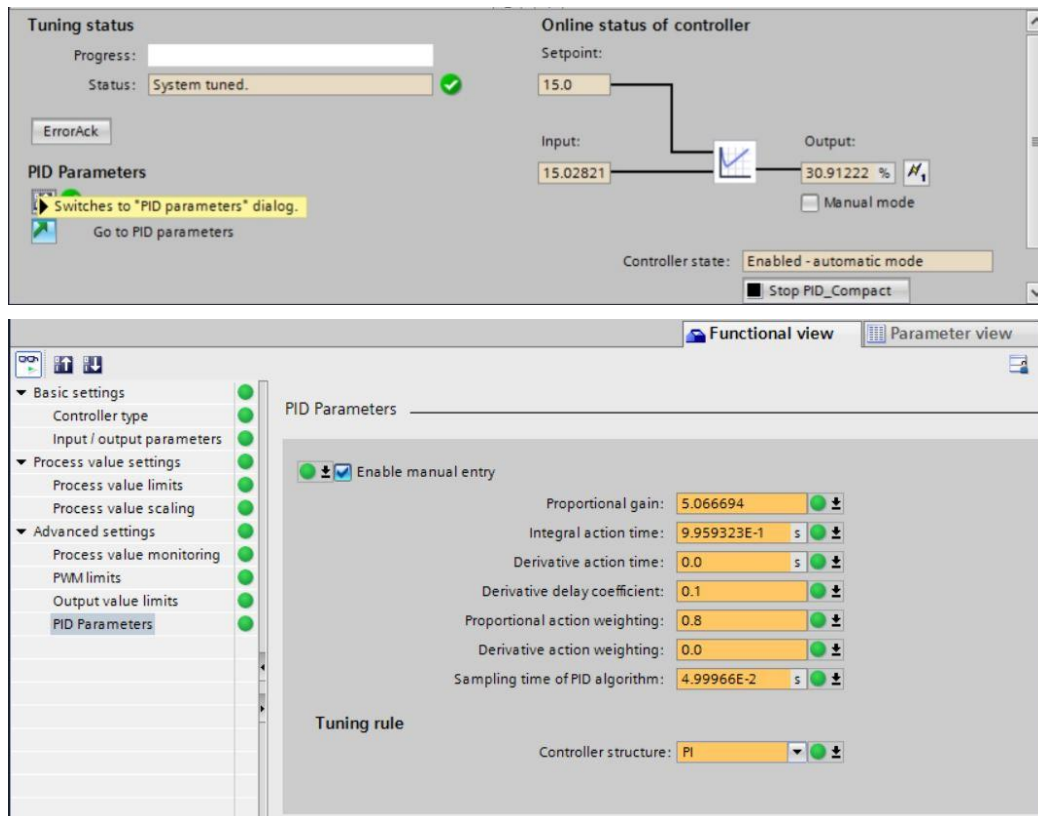 Tuning status
Online status of controller
Progress:
Setpoint:
Status: System tuned.
15.0
ErrorAck
Input:
Output:
15.02821
30.91222 %
PID Parameters
Manual mode
Switches to "PID parameters" dialog.
Go to PID parameters
Controller state: Enabled - automatic mode
Stop PID_Compact
Functional view
Parameter view
Basic settings
Controller type
Input / output parameters
Process value settings
Process value limits
Process value scaling
Advanced settings
Process value monitoring
PWM limits
Output value limits
PID Parameters
PID Parameters
Enable manual entry
Proportional gain: 5.066694
Integral action time: 9.959323E-1 s
Derivative action time: 0.0 s
Derivative delay coefficient: 0.1
Proportional action weighting: 0.8
Derivative action weighting: 0.0
Sampling time of PID algorithm: 4.99966E-2 s
Tuning rule
Controller structure: PI